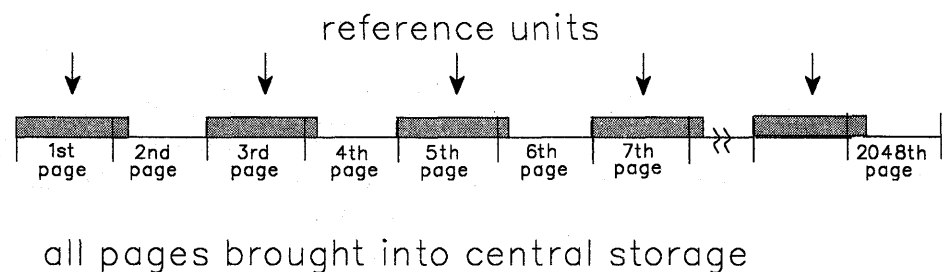 reference units
1st 2nd 3rd 4th 5th 6th 7th 2048th
page page page page page page page page
all pages brought into central storage